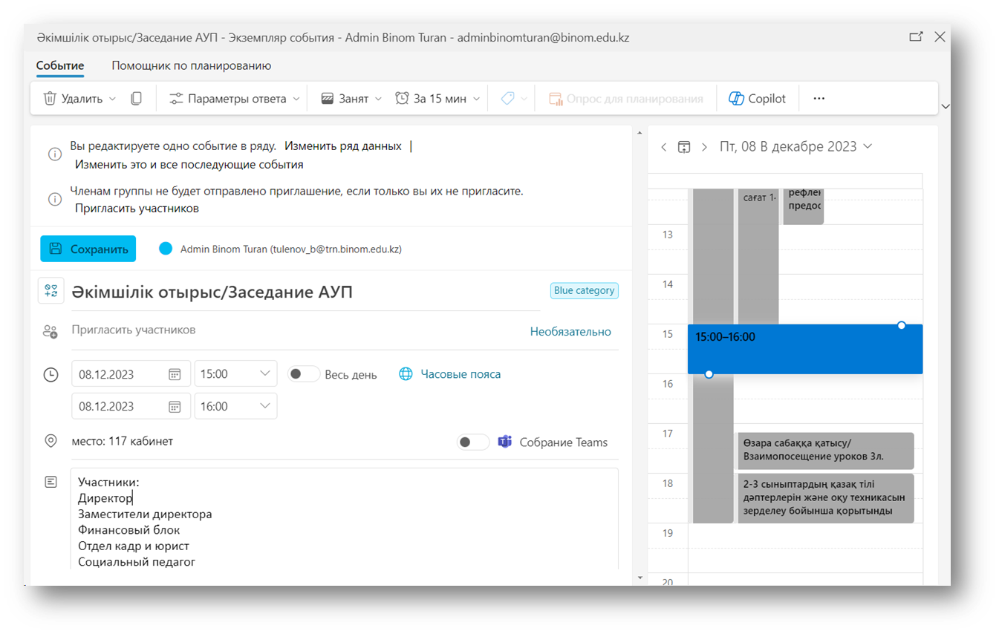 Әкімшілік отырыс/Заседание АУП - Экземпляр события - Admin Binom Turan - adminbinomturan@binom.edu.kz
Событие
Помощник по планированию
Удалить
Параметры ответа
Занят
За 15 мин
Опрос для планирования
Copilot
Вы редактируете одно событие в ряду. Изменить ряд данных |
Изменить это и все последующие события
Членам группы не будет отправлено приглашение, если только вы их не пригласите.
Пригласить участников
Сохранить
Admin Binom Turan (tulenov_b@trn.binom.edu.kz)
Әкімшілік отырыс/Заседание АУП
Blue category
Пригласить участников
Необязательно
08.12.2023
15:00
Весь день
Часовые пояса
08.12.2023
16:00
место: 117 кабинет
Собрание Teams
Участники:
Директор
Заместители директора
Финансовый блок
Отдел кадр и юрист
Социальный педагог
Пт, 08 В декабре 2023
сағат 1
рефле
предос
13
14
15
15:00–16:00
16
17
Өзара сабаққа қатысу/
Взаимопосещение уроков 3л.
18
2-3 сыныптардың қазақ тілі
дәптерлерін және оқу техникасын
зерделеу бойынша қорытынды
19
20